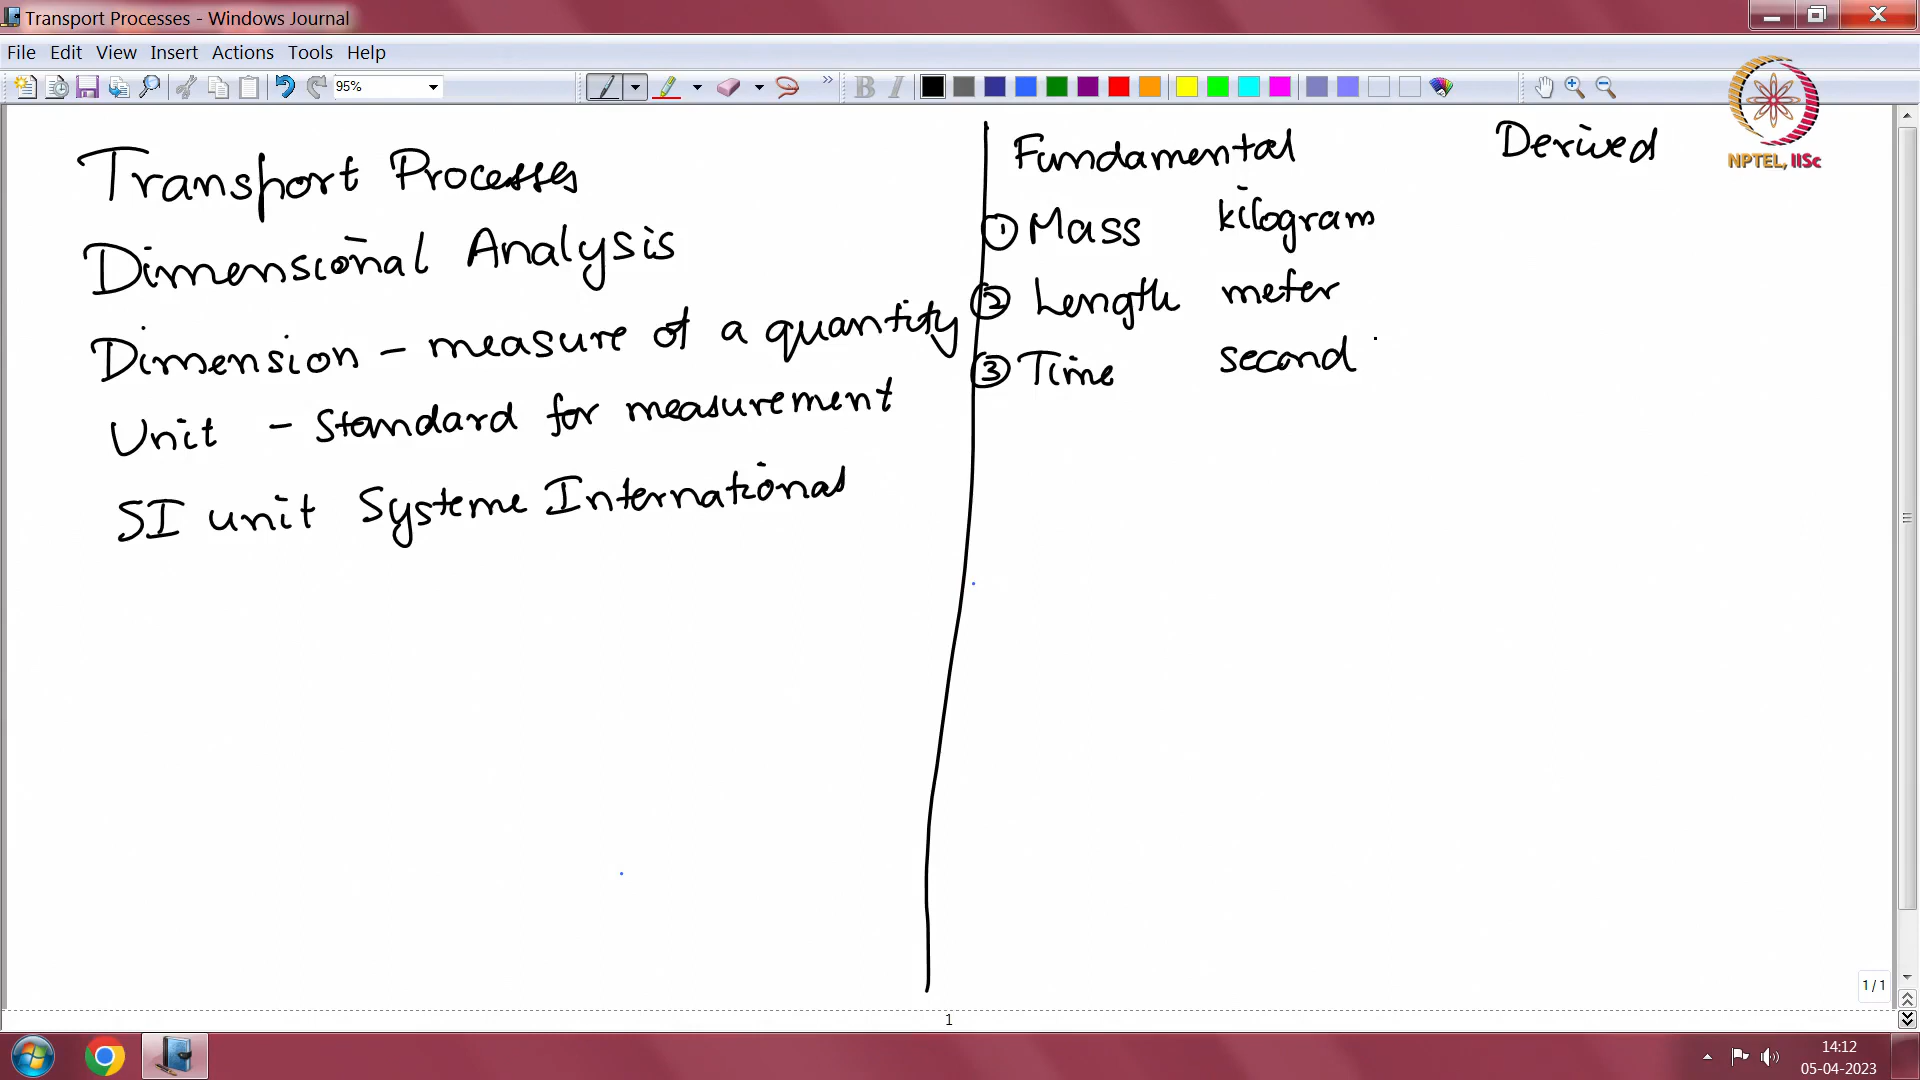 Transport Processes - Windows Journal
File Edit View Insert Actions Tools Help
95%
B I
NPTEL, IISc
Transport Processes
Dimensional Analysis
Dimension - measure of a quantity
Unit - Standard for measurement
SI unit Systeme International
Fundamental Derived
① Mass kilogram
② Length meter
③ Time second
1 / 1
1
14:12
05-04-2023